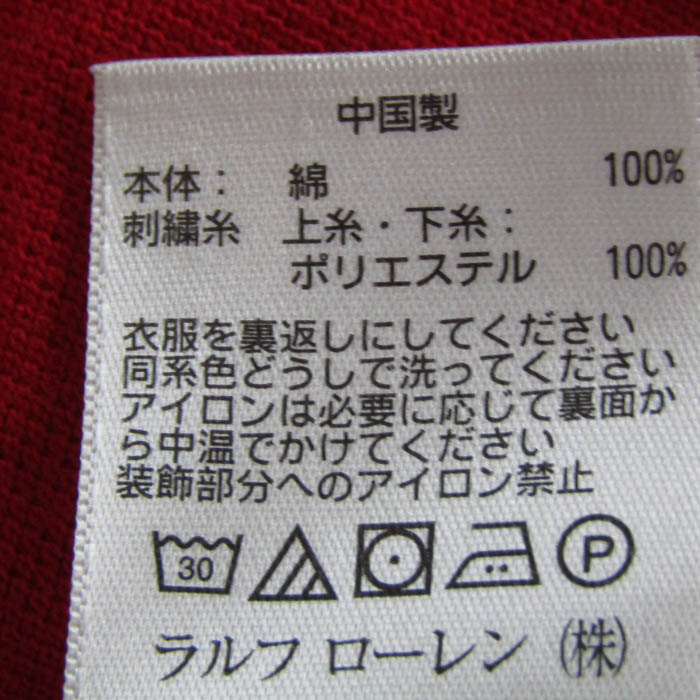 中国製
本体： 綿 100%
刺繍糸 上糸・下糸：
ポリエステル 100%
衣服を裏返しにしてください
同系色どうしで洗ってください
アイロンは必要に応じて裏面か
ら中温でかけてください
装飾部分へのアイロン禁止
30 P
ラルフ ローレン ㈱